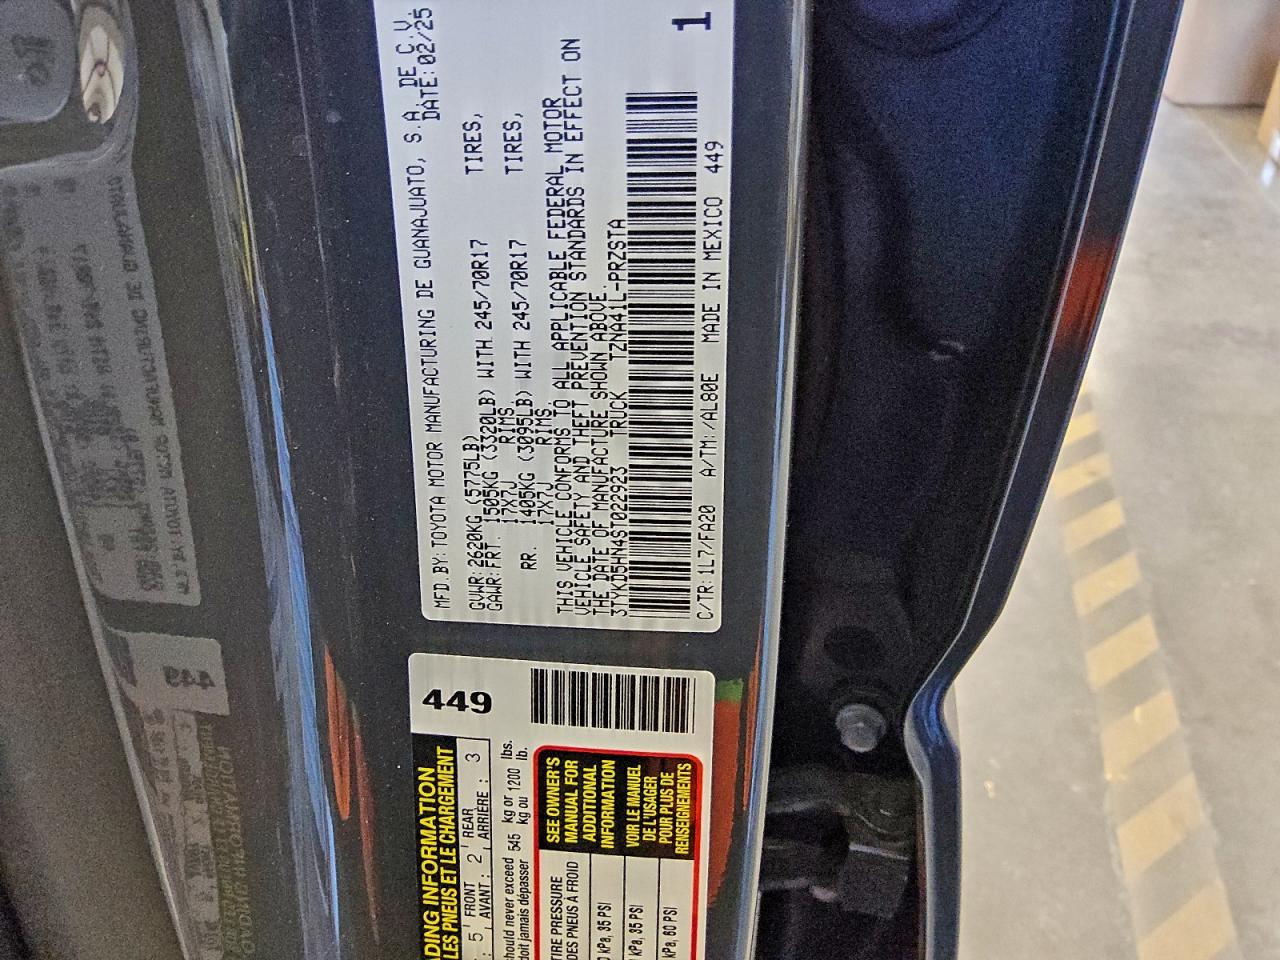 MFD.BY:TOYOTA MOTOR MANUFACTURING DE GUANAJUATO, S.A. DE C.V.
DATE:02/25
GVWR:2620KG (5775LB)
GAWR:FRT. 1505KG (3320LB) WITH 245/70R17 TIRES,
17X7J RIMS.
RR. 1405KG (3095LB) WITH 245/70R17 TIRES,
17X7J RIMS.
THIS VEHICLE CONFORMS TO ALL APPLICABLE FEDERAL MOTOR
VEHICLE SAFETY AND THEFT PREVENTION STANDARDS IN EFFECT ON
THE DATE OF MANUFACTURE SHOWN ABOVE.
3TYKD5HN4ST022923 TRUCK TZNA41L-PRZSTA
C/TR:1L7/FA20 A/TM:/AL80E MADE IN MEXICO 449
1
449
INFORMATION
LES PNEUS ET LE CHARGEMENT
5 FRONT : 2 REAR : 3
AVANT : ARRIÈRE :
should never exceed 545 kg or 1200 lbs.
doit jamais dépasser kg ou lb.
TIRE PRESSURE
DES PNEUS À FROID
kPa, 35 PSI
kPa, 35 PSI
kPa, 60 PSI
SEE OWNER'S
MANUAL FOR
ADDITIONAL
INFORMATION
VOIR LE MANUEL
DE L'USAGER
POUR PLUS DE
RENSEIGNEMENTS